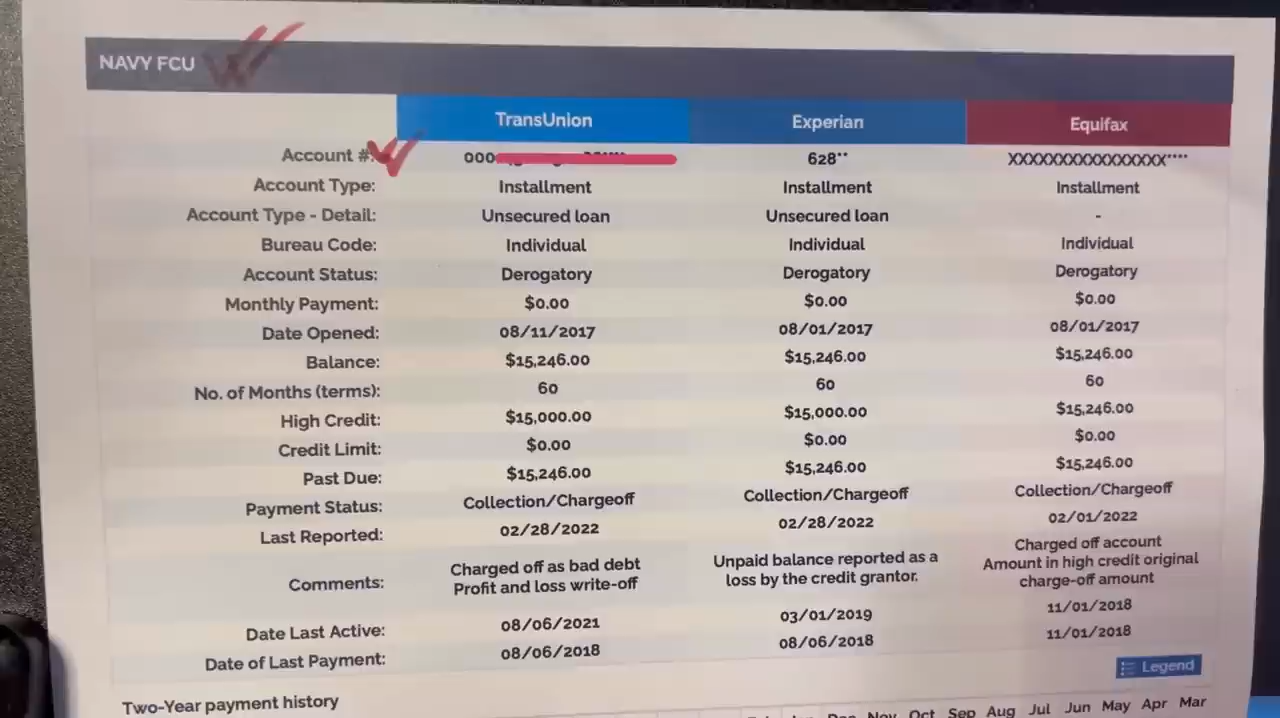 NAVY FCU
TransUnion Experian Equifax
Account #: 000 628** XXXXXXXXXXXXXXXX****
Account Type: Installment Installment Installment
Account Type - Detail: Unsecured loan Unsecured loan -
Bureau Code: Individual Individual Individual
Account Status: Derogatory Derogatory Derogatory
Monthly Payment: $0.00 $0.00 $0.00
Date Opened: 08/11/2017 08/01/2017 08/01/2017
Balance: $15,246.00 $15,246.00 $15,246.00
No. of Months (terms): 60 60 60
High Credit: $15,000.00 $15,000.00 $15,246.00
Credit Limit: $0.00 $0.00 $0.00
Past Due: $15,246.00 $15,246.00 $15,246.00
Payment Status: Collection/Chargeoff Collection/Chargeoff Collection/Chargeoff
Last Reported: 02/28/2022 02/28/2022 02/01/2022
Comments: Charged off as bad debt Unpaid balance reported as a Charged off account
Profit and loss write-off loss by the credit grantor. Amount in high credit original
charge-off amount
Date Last Active: 08/06/2021 03/01/2019 11/01/2018
Date of Last Payment: 08/06/2018 08/06/2018 11/01/2018
Legend
Two-Year payment history
Nov Oct Sep Aug Jul Jun May Apr Mar